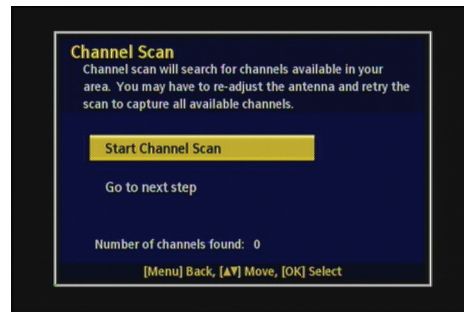 Channel Scan
Channel scan will search for channels available in your
area. You may have to re-adjust the antenna and retry the
scan to capture all available channels.
Start Channel Scan
Go to next step
Number of channels found: 0
[Menu] Back, [▲▼] Move, [OK] Select